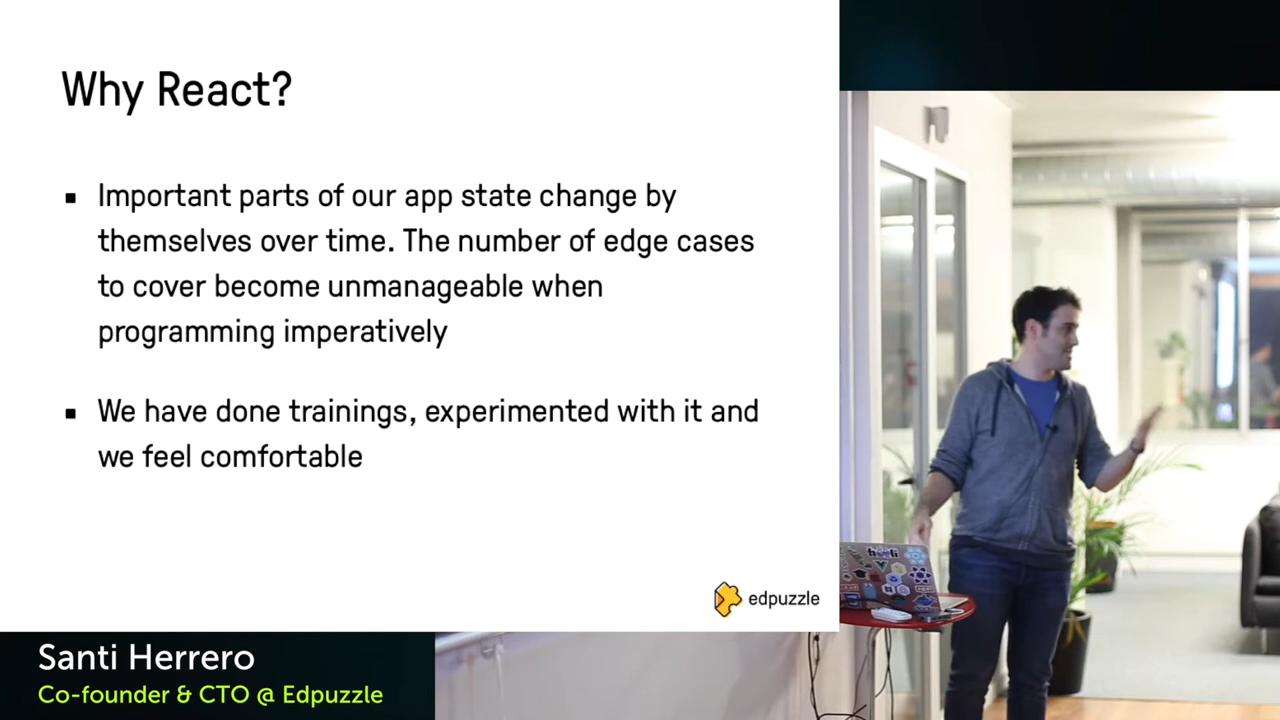 Why React?
▪ Important parts of our app state change by
themselves over time. The number of edge cases
to cover become unmanageable when
programming imperatively
▪ We have done trainings, experimented with it and
we feel comfortable
edpuzzle
Santi Herrero
Co-founder & CTO @ Edpuzzle